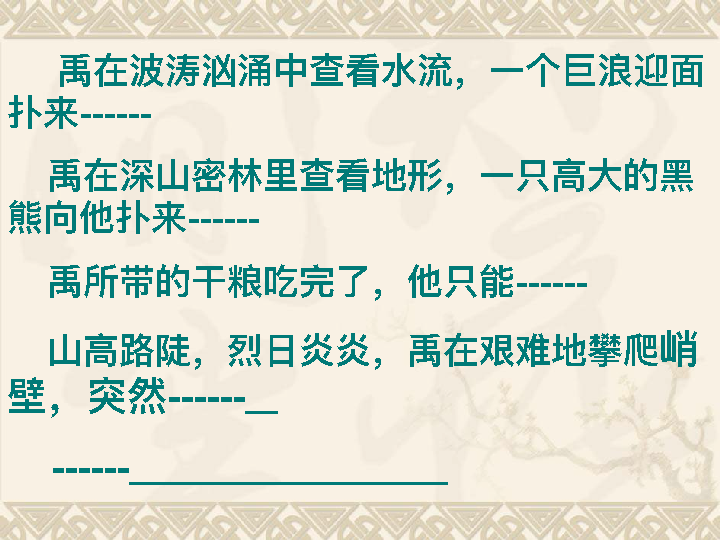 禹在波涛汹涌中查看水流，一个巨浪迎面
扑来------
禹在深山密林里查看地形，一只高大的黑
熊向他扑来------
禹所带的干粮吃完了，他只能------
山高路陡，烈日炎炎，禹在艰难地攀爬峭
壁，突然------__
------________________